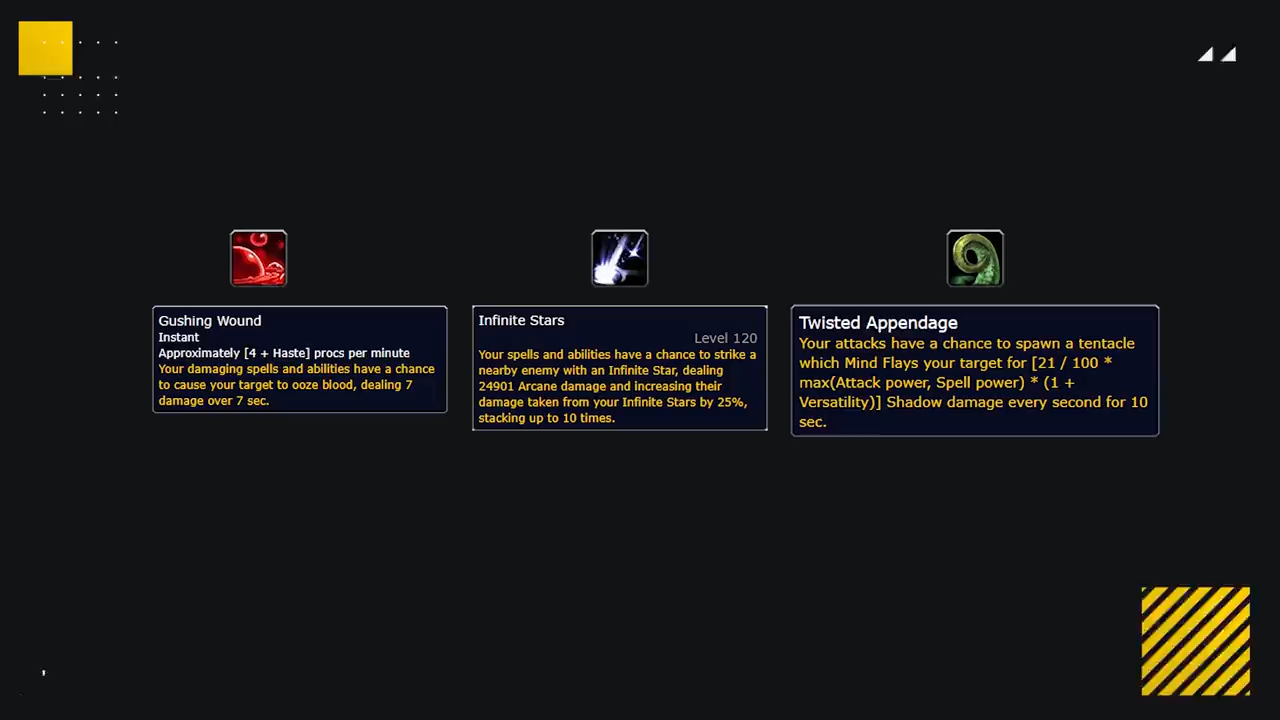 Gushing Wound
Instant
Approximately [4 + Haste] procs per minute
Your damaging spells and abilities have a chance
to cause your target to ooze blood, dealing 7
damage over 7 sec.
Infinite Stars
Level 120
Your spells and abilities have a chance to strike a
nearby enemy with an Infinite Star, dealing
24901 Arcane damage and increasing their
damage taken from your Infinite Stars by 25%,
stacking up to 10 times.
Twisted Appendage
Your attacks have a chance to spawn a tentacle
which Mind Flays your target for [21 / 100 *
max(Attack power, Spell power) * (1 +
Versatility)] Shadow damage every second for 10
sec.